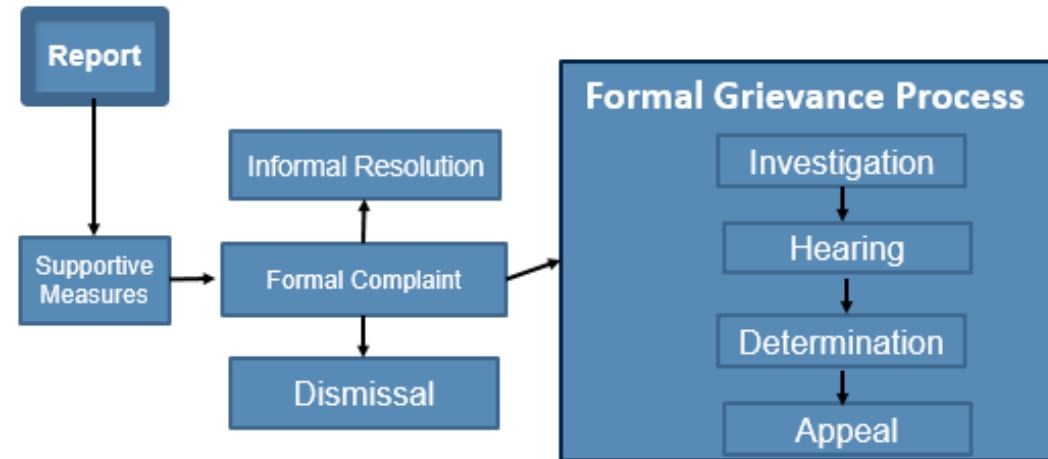 Report
Supportive
Measures
Informal Resolution
Formal Complaint
Dismissal
Formal Grievance Process
Investigation
Hearing
Determination
Appeal